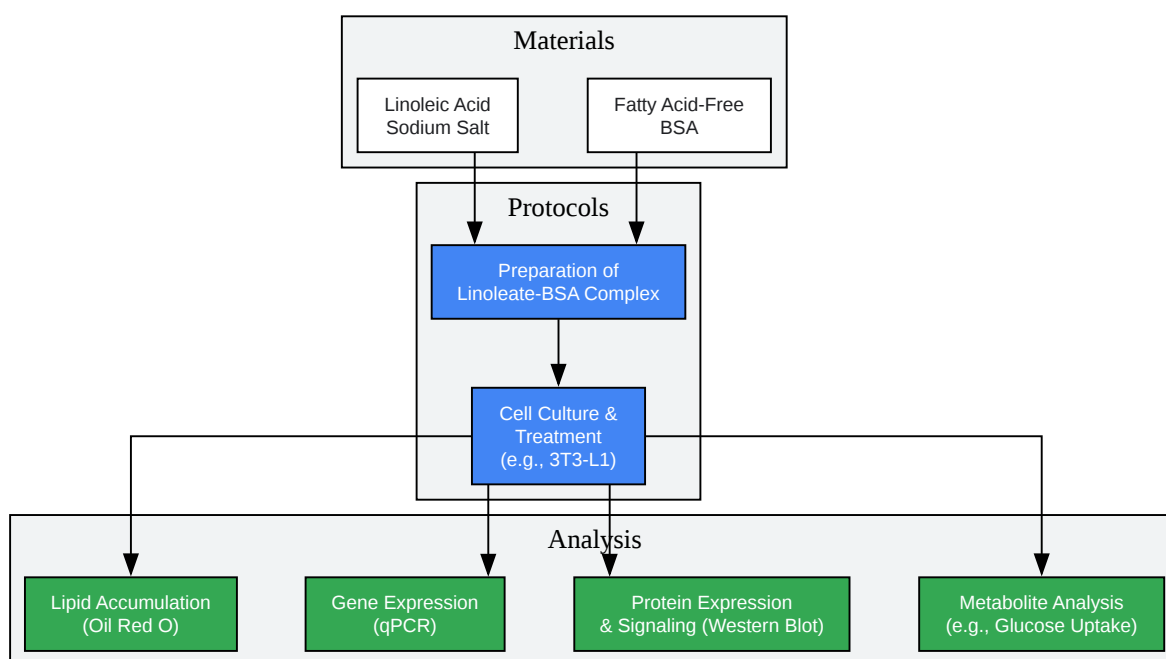 Materials
Linoleic Acid
Sodium Salt
Fatty Acid-Free
BSA
Protocols
Preparation of
Linoleate-BSA Complex
Cell Culture &
Treatment
(e.g., 3T3-L1)
Analysis
Lipid Accumulation
(Oil Red O)
Gene Expression
(qPCR)
Protein Expression
& Signaling (Western Blot)
Metabolite Analysis
(e.g., Glucose Uptake)